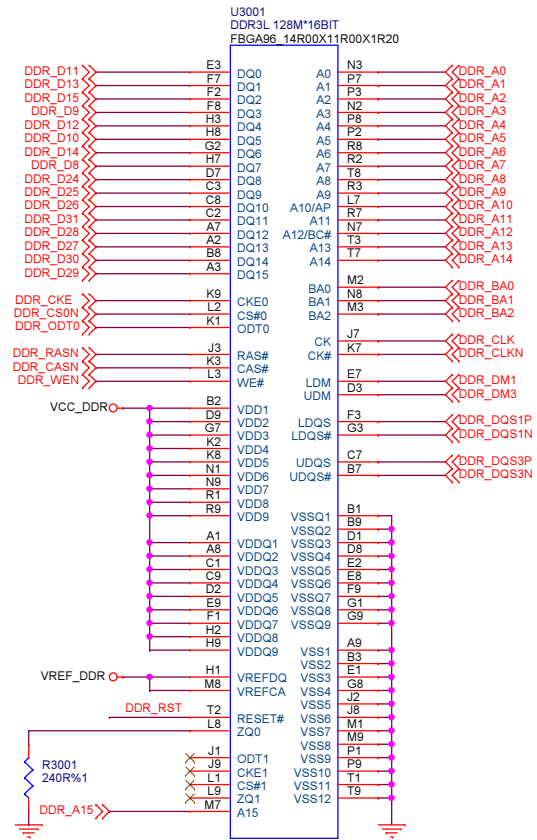 U3001
DDR3L 128M*16BIT
FBGA96_14R00X11R00X1R20
DDR_D11 E3 DQ0 A0 N3 DDR_A0
DDR_D13 F7 DQ1 A1 P7 DDR_A1
DDR_D15 F2 DQ2 A2 P3 DDR_A2
DDR_D9 F8 DQ3 A3 N2 DDR_A3
DDR_D12 H3 DQ4 A4 P8 DDR_A4
DDR_D10 H8 DQ5 A5 P2 DDR_A5
DDR_D14 G2 DQ6 A6 R8 DDR_A6
DDR_D8 H7 DQ7 A7 R2 DDR_A7
DDR_D24 D7 DQ8 A8 T8 DDR_A8
DDR_D25 C3 DQ9 A9 R3 DDR_A9
DDR_D26 C8 DQ10 A10/AP L7 DDR_A10
DDR_D31 C2 DQ11 A11 R7 DDR_A11
DDR_D28 A7 DQ12 A12/BC# N7 DDR_A12
DDR_D27 A2 DQ13 A13 T3 DDR_A13
DDR_D30 B8 DQ14 A14 T7 DDR_A14
DDR_D29 A3 DQ15
BA0 M2 DDR_BA0
DDR_CKE K9 CKE0 BA1 N8 DDR_BA1
DDR_CS0N L2 CS#0 BA2 M3 DDR_BA2
DDR_ODT0 K1 ODT0
CK J7 DDR_CLK
DDR_RASN J3 RAS# CK# K7 DDR_CLKN
DDR_CASN K3 CAS#
DDR_WEN L3 WE# LDM E7 DDR_DM1
UDM D3 DDR_DM3
VCC_DDR B2 VDD1
D9 VDD2 LDQS F3 DDR_DQS1P
G7 VDD3 LDQS# G3 DDR_DQS1N
K2 VDD4
K8 VDD5 UDQS C7 DDR_DQS3P
N1 VDD6 UDQS# B7 DDR_DQS3N
N9 VDD7
R1 VDD8
R9 VDD9 VSSQ1 B1
VSSQ2 B9
A1 VDDQ1 VSSQ3 D1
A8 VDDQ2 VSSQ4 D8
C1 VDDQ3 VSSQ5 E2
C9 VDDQ4 VSSQ6 E8
D2 VDDQ5 VSSQ7 F9
E9 VDDQ6 VSSQ8 G1
F1 VDDQ7 VSSQ9 G9
H2 VDDQ8
H9 VDDQ9 VSS1 A9
VSS2 B3
VREF_DDR H1 VREFDQ VSS3 E1
M8 VREFCA VSS4 G8
VSS5 J2
DDR_RST T2 RESET# VSS6 J8
L8 ZQ0 VSS7 M1
VSS8 M9
J1 ODT1 VSS9 P1
R3001 J9 CKE1 VSS10 P9
240R%1 L1 CS#1 VSS11 T1
L9 ZQ1 VSS12 T9
DDR_A15 M7 A15